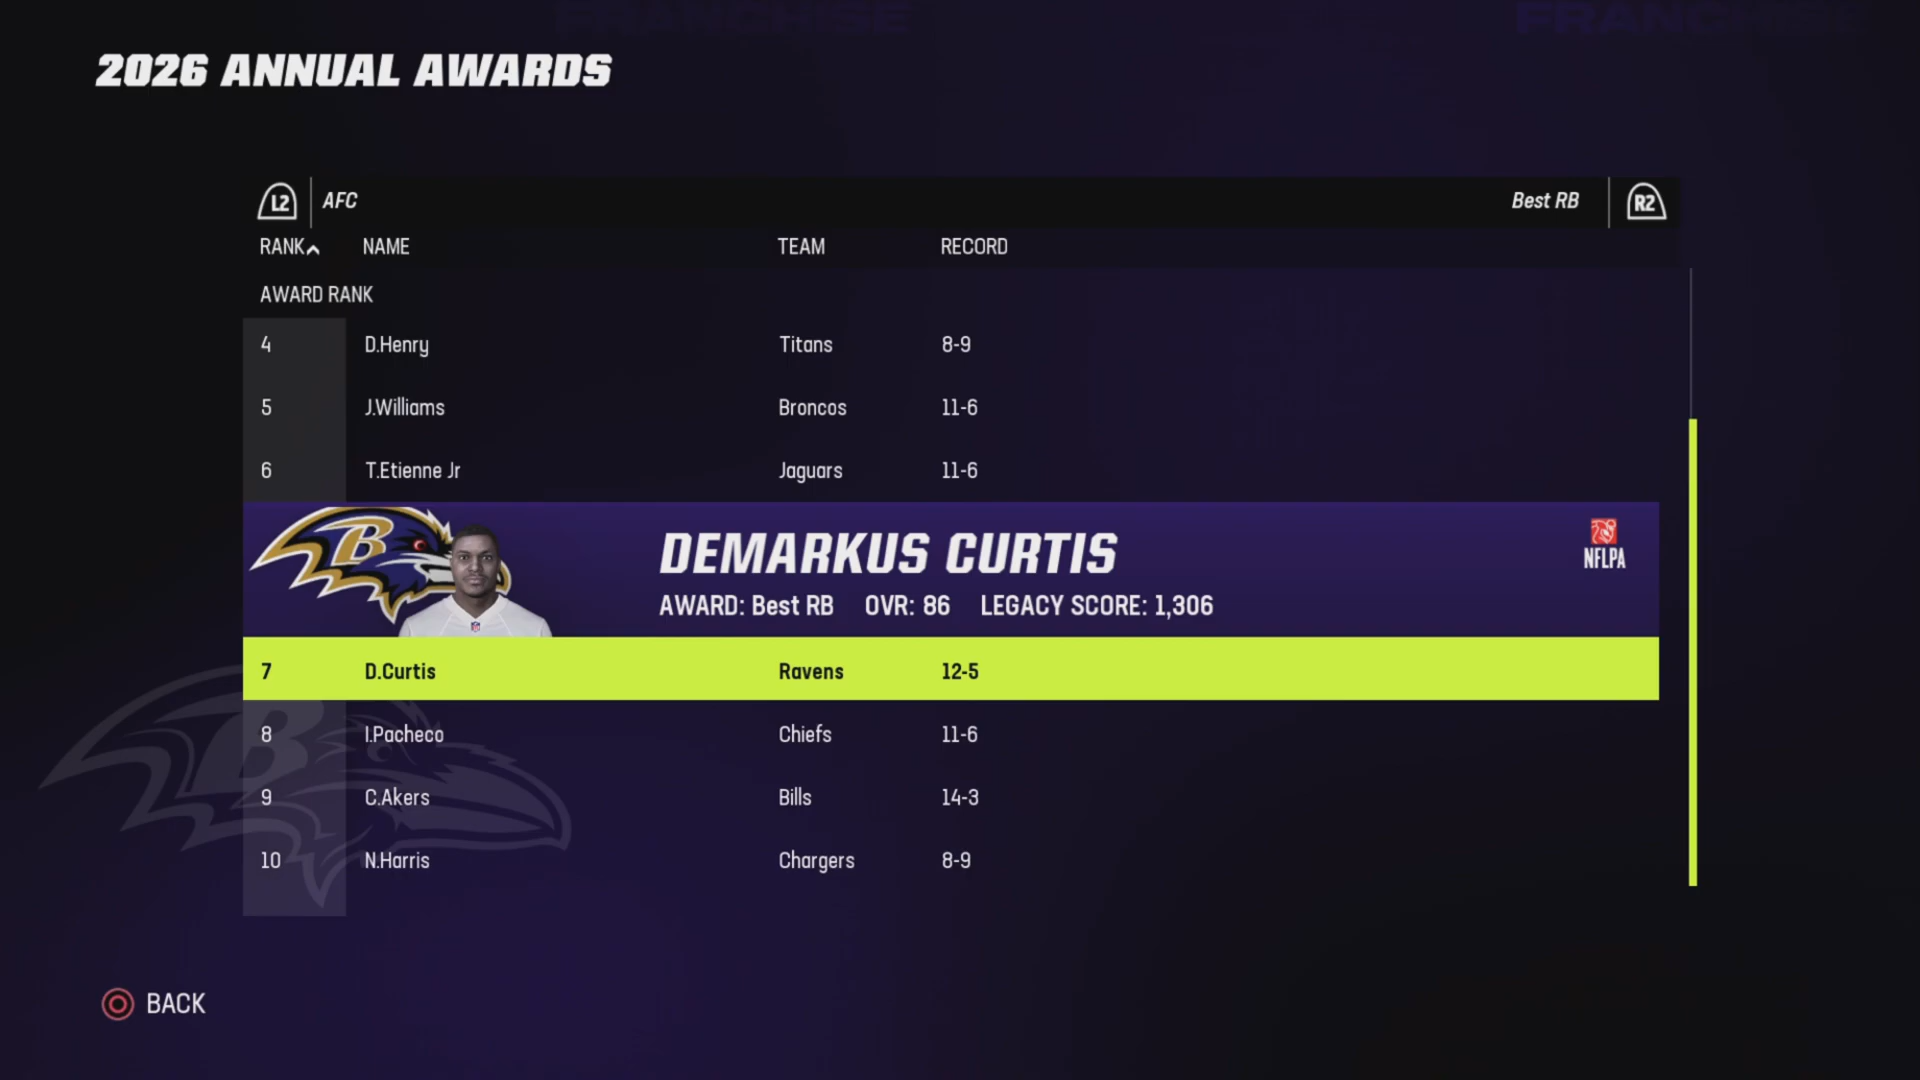 FRANCHISE FRANCHISE
2026 ANNUAL AWARDS
L2 AFC Best RB R2
RANK NAME TEAM RECORD
AWARD RANK
4 D.Henry Titans 8-9
5 J.Williams Broncos 11-6
6 T.Etienne Jr Jaguars 11-6
B
DEMARKUS CURTIS
NFLPA
AWARD: Best RB OVR: 86 LEGACY SCORE: 1,306
7 D.Curtis Ravens 12-5
8 I.Pacheco Chiefs 11-6
9 C.Akers Bills 14-3
10 N.Harris Chargers 8-9
B
BACK